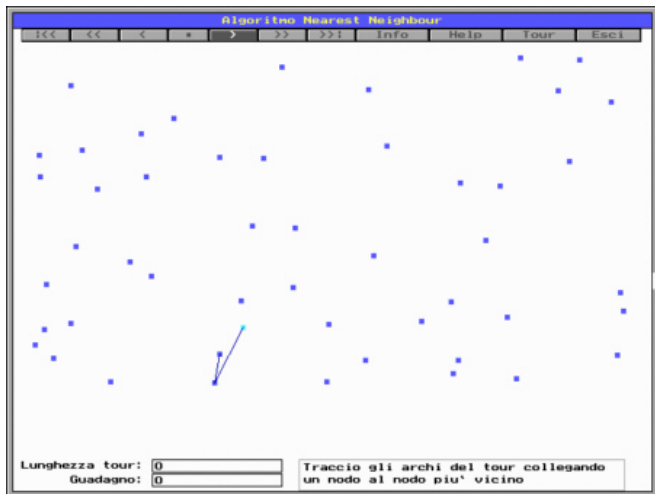 Algoritmo Nearest Neighbour
:<< << < ▪ > >> >>: Info Help Tour Esci
Lunghezza tour: 0
Guadagno: 0
Traccio gli archi del tour collegando
un nodo al nodo piu` vicino